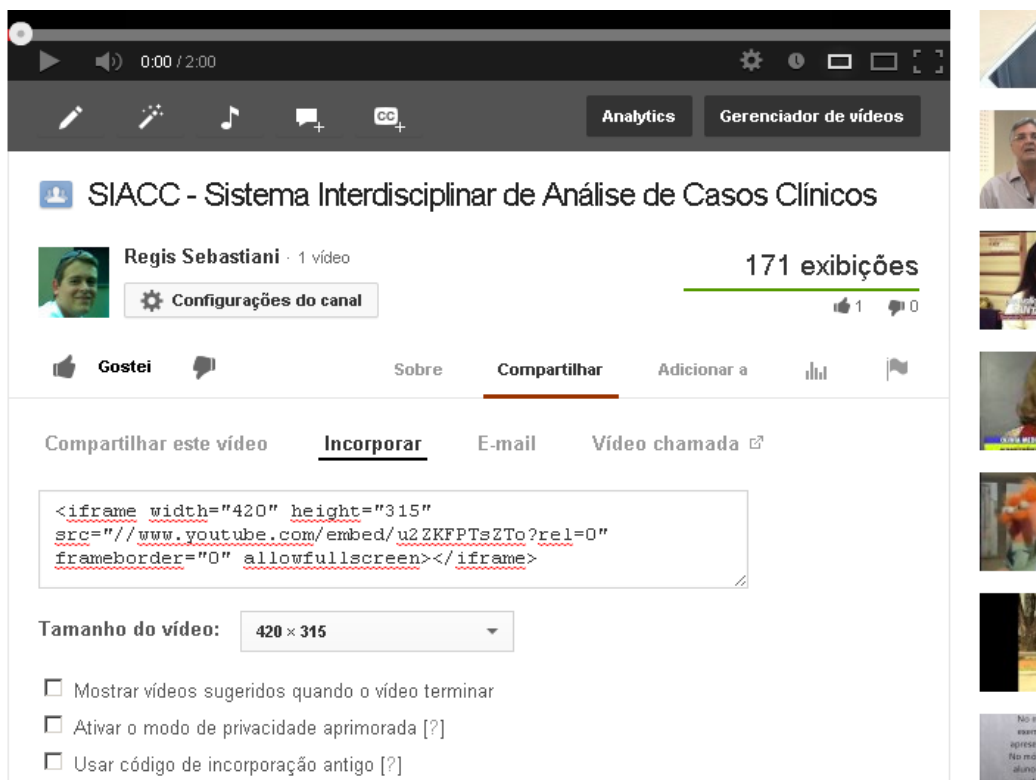 0:00 / 2:00
CC
Analytics
Gerenciador de vídeos
SIACC - Sistema Interdisciplinar de Análise de Casos Clínicos
Regis Sebastiani · 1 vídeo
171 exibições
Configurações do canal
1 0
Gostei
Sobre
Compartilhar
Adicionar a
Compartilhar este vídeo
Incorporar
E-mail
Vídeo chamada
<iframe width="420" height="315"
src="//www.youtube.com/embed/u2ZKFPTsZTo?rel=0"
frameborder="0" allowfullscreen></iframe>
Tamanho do vídeo:
420 × 315
Mostrar vídeos sugeridos quando o vídeo terminar
Ativar o modo de privacidade aprimorada [?]
Usar código de incorporação antigo [?]